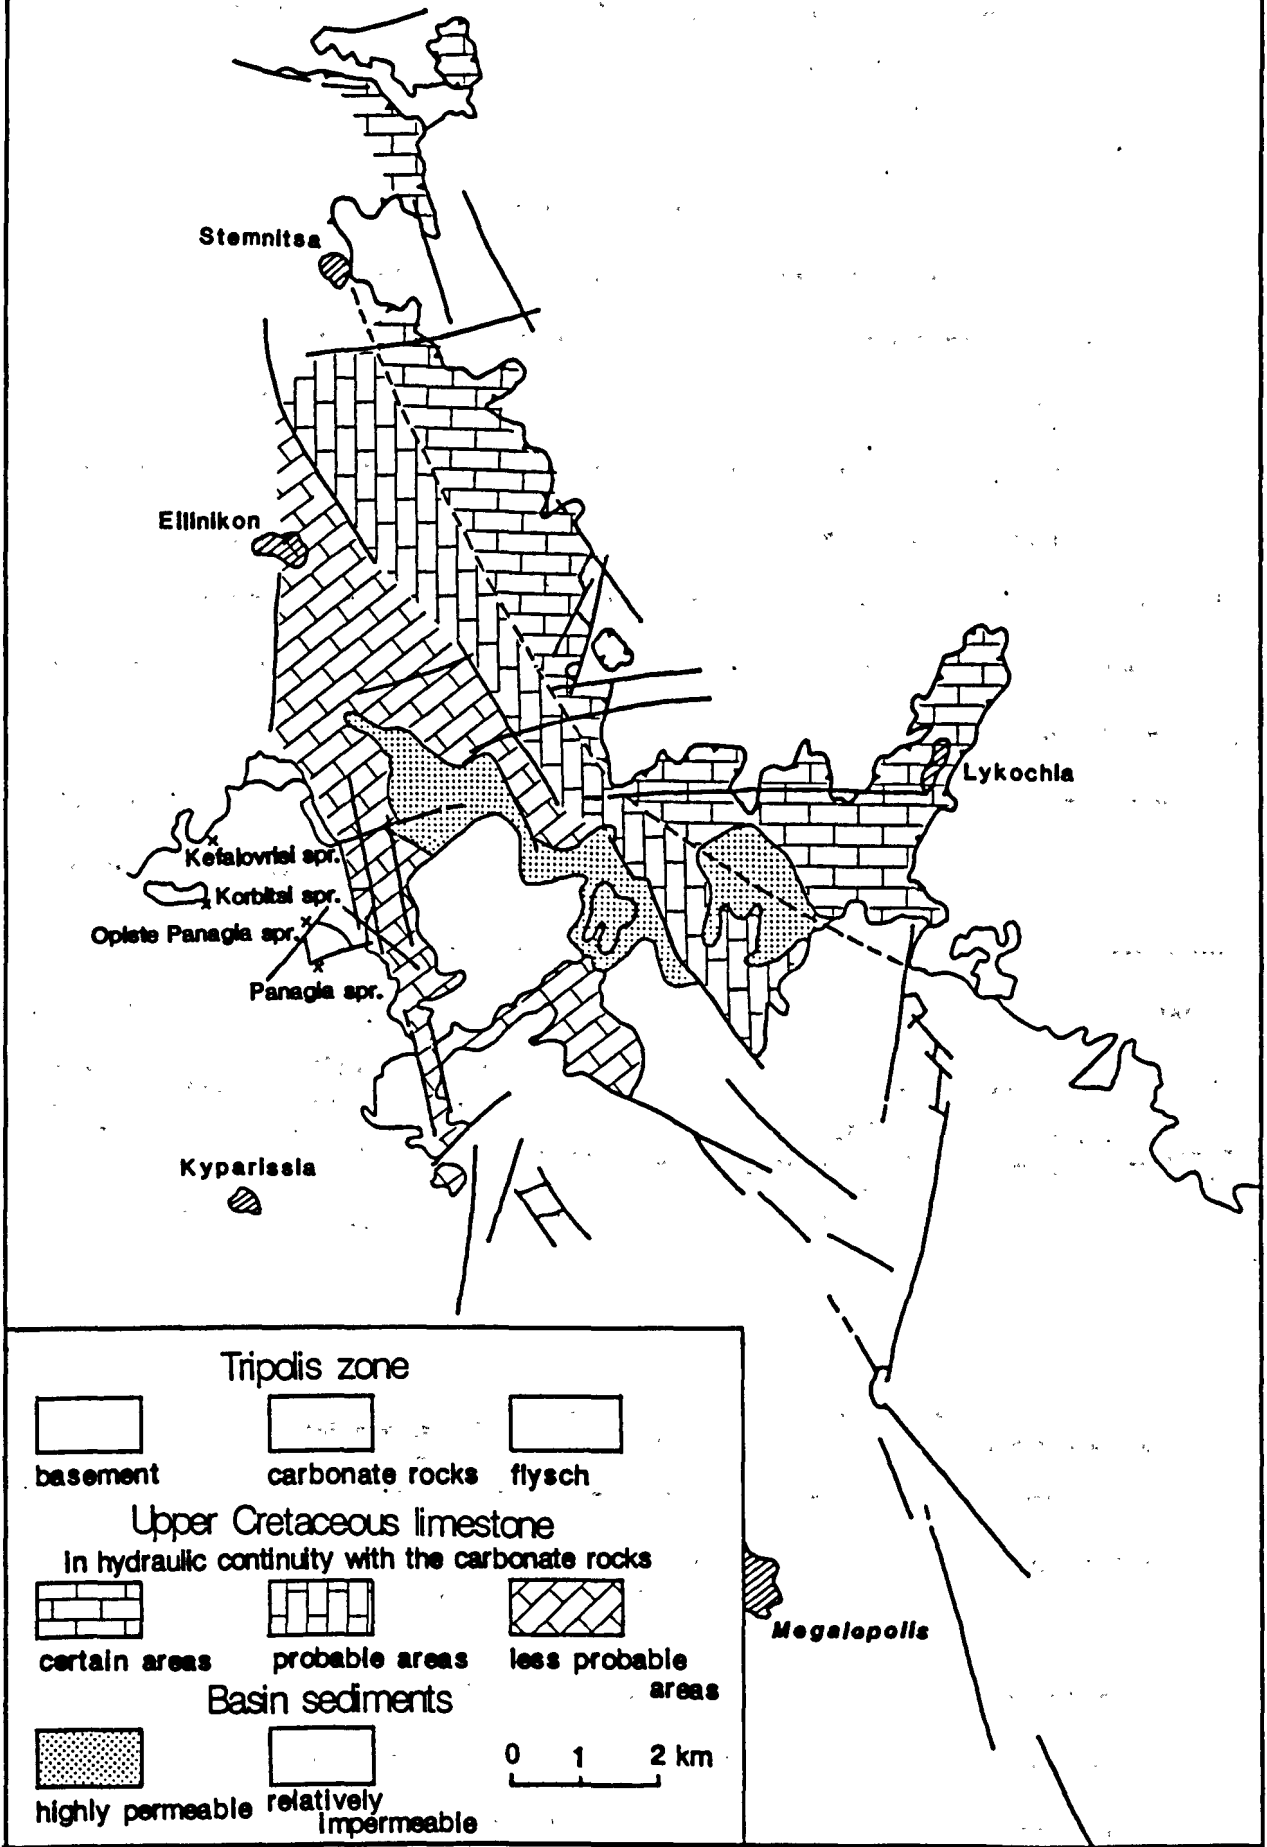 Stemnitsa
Ellinikon
Lykochia
Kefalovrisi spr.
Korbitsi spr.
Opiste Panagia spr.
Panagia spr.
Kyparissia
Megalopolis
Tripolis zone
basement carbonate rocks flysch
Upper Cretaceous limestone
in hydraulic continuity with the carbonate rocks
certain areas probable areas less probable
areas
Basin sediments
0 1 2 km
highly permeable relatively
impermeable